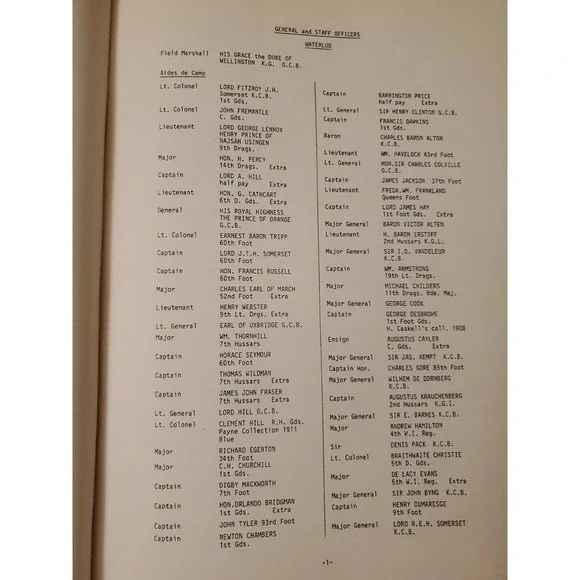 GENERAL and STAFF OFFICERS
WATERLOO
Field Marshall HIS GRACE the DUKE OF
WELLINGTON K.G. G.C.B.
Aides de Camp
Lt. Colonel LORD FITZROY J.H.
Somerset K.C.B.
1st Gds.
Lt. Colonel JOHN FREMANTLE
C. Gds.
Lieutenant LORD GEORGE LENNOX
HENRY PRINCE OF
NAJSAN USINGEN
9th Drags.
Major HON. H. PERCY
14th Drags. Extra
Captain LORD A. HILL
half pay Extra
Lieutenant HON. G. CATHCART
6th D. Gds. Extra
General HIS ROYAL HIGHNESS
THE PRINCE OF ORANGE
G.C.B.
Lt. Colonel EARNEST BARON TRIPP
60th Foot
Captain LORD J.T.H. SOMERSET
60th Foot
Captain HON. FRANCIS RUSSELL
60th Foot
Major CHARLES EARL OF MARCH
52nd Foot Extra
Lieutenant HENRY WEBSTER
9th Lt. Drgs. Extra
Lt. General EARL OF UXBRIDGE G.C.B.
Major WM. THORNHILL
7th Hussars
Captain HORACE SEYMOUR
60th Foot
Captain THOMAS WILDMAN
7th Hussars Extra
Captain JAMES JOHN FRASER
7th Hussars Extra
Lt. General LORD HILL G.C.B.
Lt. Colonel CLEMENT HILL R.H. Gds.
Payne Collection 1911
Blue
Major RICHARD EGERTON
34th Foot
Major C.H. CHURCHILL
1st Gds.
Captain DIGBY MACKWORTH
7th Foot
Captain HON.ORLANDO BRIDGMAN
1st Gds. Extra
Captain JOHN TYLER 93rd Foot
Captain NEWTON CHAMBERS
1st Gds.
Captain BARRINGTON PRICE
half pay Extra
Lt. General SIR HENRY CLINTON G.C.B.
Captain FRANCIS DAWKINS
1st Gds.
Baron CHARLES BARON ALTON
K.C.B.
Lieutenant WM. HAVELOCK 43rd Foot
Lt. General HON.SIR CHARLES COLVILLE
G.C.B.
Captain JAMES JACKSON 37th Foot
Lieutenant FREDK.WM. FRANKLAND
Queens Foot
Captain LORD JAMES HAY
1st Foot Gds. Extra
Major General BARON VICTOR ALTEN
Lieutenant H. BARON ERSTOFF
2nd Hussars K.G.L.
Major General SIR I.O. VANDELEUR
K.C.B.
Captain WM. ARMSTRONG
19th Lt. Drags.
Major MICHAEL CHILDERS
11th Drags. Bde. Maj.
Major General GEORGE COOK
Captain GEORGE DESBROWE
1st Foot Gds.
H. Caskell's coll. 1908
Ensign AUGUSTUS CAYLER
C. Gds. Extra
Major General SIR JAS. KEMPT K.C.B.
Captain Hon. CHARLES GORE 85th Foot
Major General WILHEM DE DORNBERG
K.C.B.
Captain AUGUSTUS KRAUCHENBERG
2nd Hussars K.G.I.
Major General SIR E. BARNES K.C.B.
Major ANDREW HAMILTON
4th W.I. Reg.
Sir DENIS PACK K.C.B.
Lt. Colonel BRAITHWAITE CHRISTIE
5th D. Gds.
Major DE LACY EVANS
5th W.I. Reg. Extra
Major General SIR JOHN BYNG K.C.B.
Captain HENRY DUMARESGE
9th Foot
Major General LORD R.E.H. SOMERSET
K.C.B.
-1-